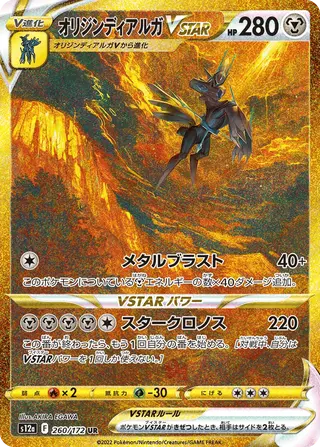 V進化 オリジンディアルガVSTAR HP 280
オリジンディアルガVから進化
メタルブラスト 40+
このポケモンについているエネルギーの数×40ダメージ追加。
VSTARパワー
スタークロノス 220
この番が終わったら、もう1回自分の番を始める。[対戦中、自分はVSTARパワーを1回しか使えない。]
弱点 ×2 抵抗力 -30 にげる
Illus. AKIRA EGAWA
VSTARルール
s12a F 260/172 UR
ポケモンVSTARがきぜつしたとき、相手はサイドを2枚とる。
©2022 Pokémon/Nintendo/Creatures/GAME FREAK